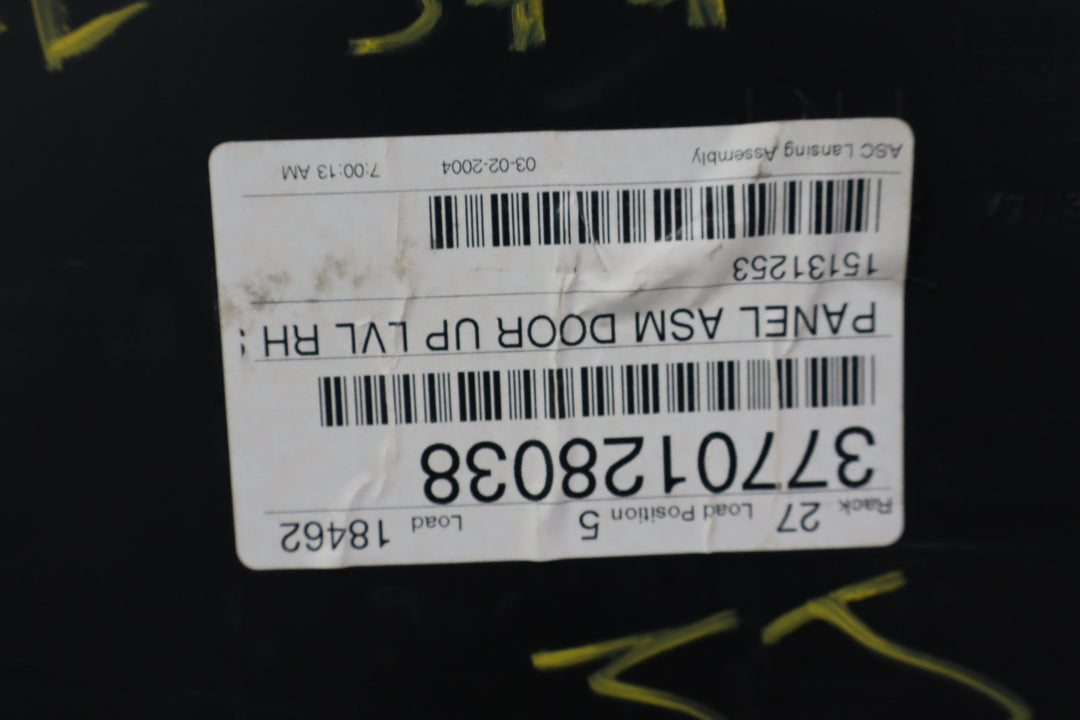 Rack 27 Load Position 5 Load 18462
3770128038
PANEL ASM DOOR UP LVL RH
15131253
ASC Lansing Assembly 03-02-2004 7:00:13 AM